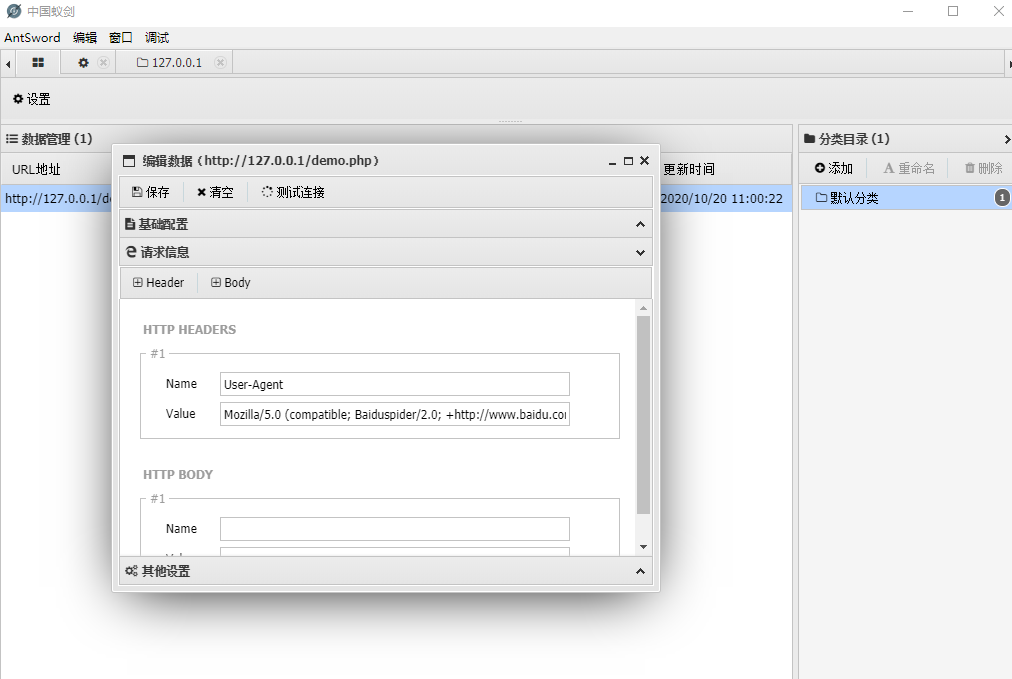 中国蚁剑
AntSword 编辑 窗口 调试
127.0.0.1
设置
数据管理 (1)
URL地址
更新时间
http://127.0.0.1/de
2020/10/20 11:00:22
分类目录 (1)
添加 重命名 删除
默认分类 1
编辑数据 (http://127.0.0.1/demo.php)
保存 清空 测试连接
基础配置
请求信息
Header Body
HTTP HEADERS
#1
Name User-Agent
Value Mozilla/5.0 (compatible; Baiduspider/2.0; +http://www.baidu.co
HTTP BODY
#1
Name
其他设置